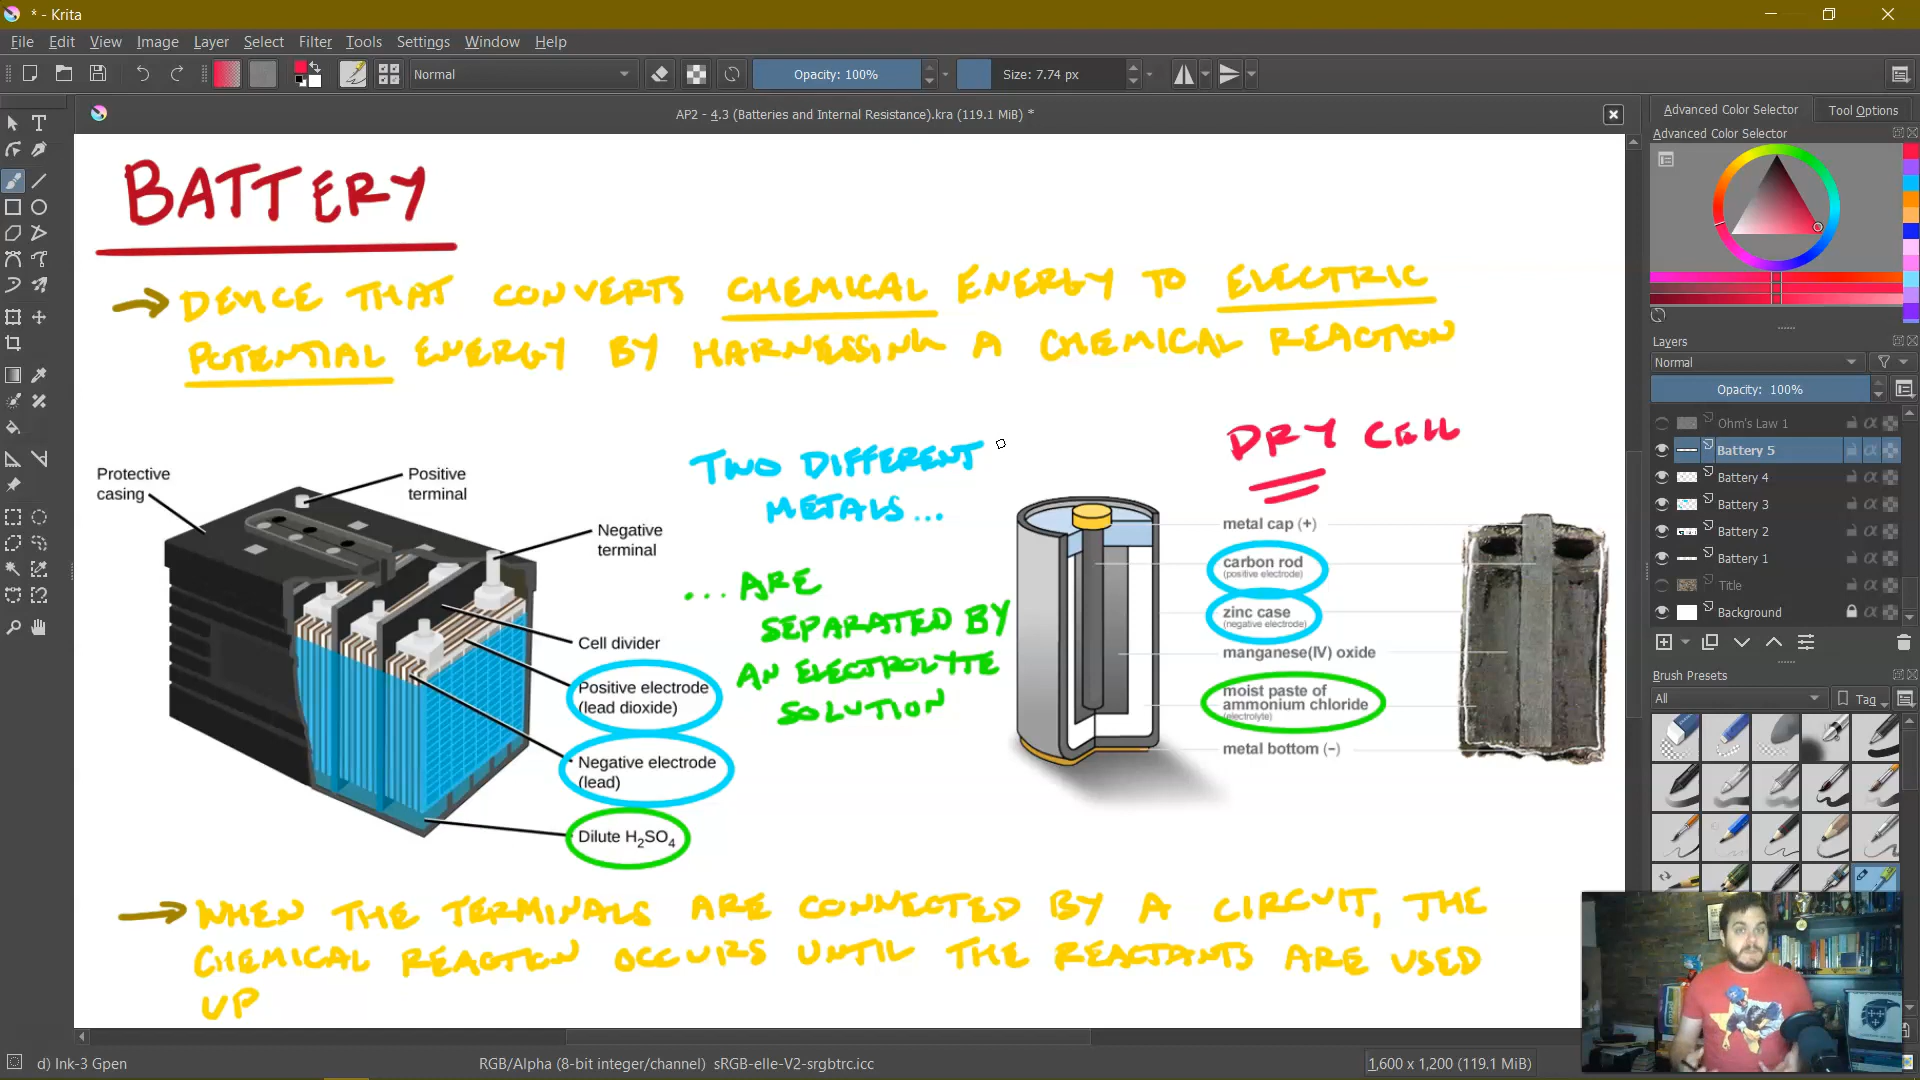 * - Krita
File Edit View Image Layer Select Filter Tools Settings Window Help
Normal Opacity: 100% Size: 7.74 px
AP2 - 4.3 (Batteries and Internal Resistance).kra (119.1 MiB) *
Advanced Color Selector Tool Options
Advanced Color Selector
BATTERY
→ DEVICE THAT CONVERTS CHEMICAL ENERGY TO ELECTRIC
POTENTIAL ENERGY BY HARNESSING A CHEMICAL REACTION
Protective
casing
Positive
terminal
Negative
terminal
Cell divider
Positive electrode
(lead dioxide)
Negative electrode
(lead)
Dilute H₂SO₄
TWO DIFFERENT
METALS...
...ARE
SEPARATED BY
AN ELECTROLYTE
SOLUTION
DRY CELL
metal cap (+)
carbon rod
(positive electrode)
zinc case
(negative electrode)
manganese(IV) oxide
moist paste of
ammonium chloride
(electrolyte)
metal bottom (−)
→ WHEN THE TERMINALS ARE CONNECTED BY A CIRCUIT, THE
CHEMICAL REACTION OCCURS UNTIL THE REACTANTS ARE USED
UP
Layers
Normal
Opacity: 100%
Ohm's Law 1
Battery 5
Battery 4
Battery 3
Battery 2
Battery 1
Title
Background
Brush Presets
All Tag
d) Ink-3 Gpen
RGB/Alpha (8-bit integer/channel) sRGB-elle-V2-srgbtrc.icc
1,600 x 1,200 (119.1 MiB)